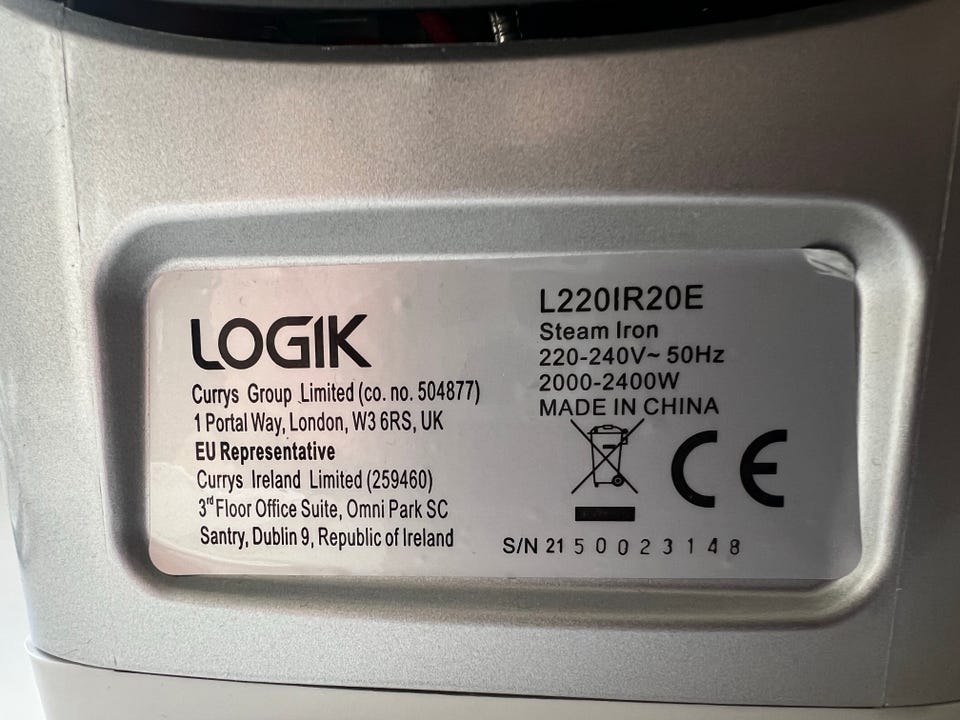 LOGIK
Currys Group Limited (co. no. 504877)
1 Portal Way, London, W3 6RS, UK
EU Representative
Currys Ireland Limited (259460)
3rd Floor Office Suite, Omni Park SC
Santry, Dublin 9, Republic of Ireland
L220IR20E
Steam Iron
220-240V~ 50Hz
2000-2400W
MADE IN CHINA
CE
S/N 21 50023148